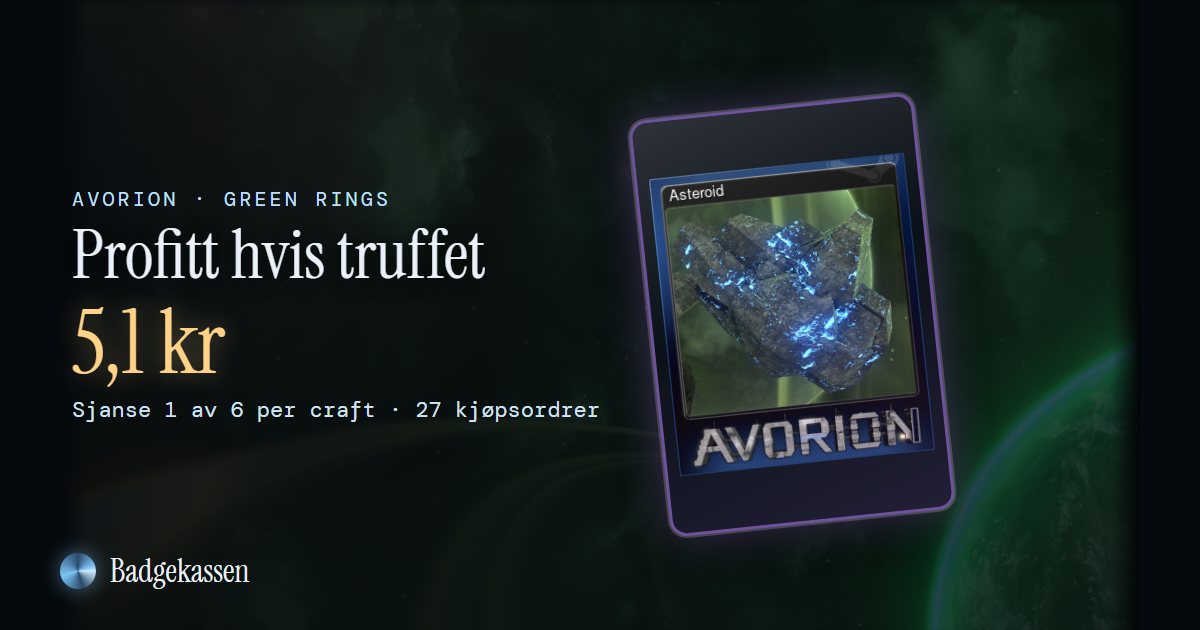 AVORION · GREEN RINGS
Profitt hvis truffet
5,1 kr
Sjanse 1 av 6 per craft · 27 kjøpsordrer
Badgekassen
Asteroid
AVORION